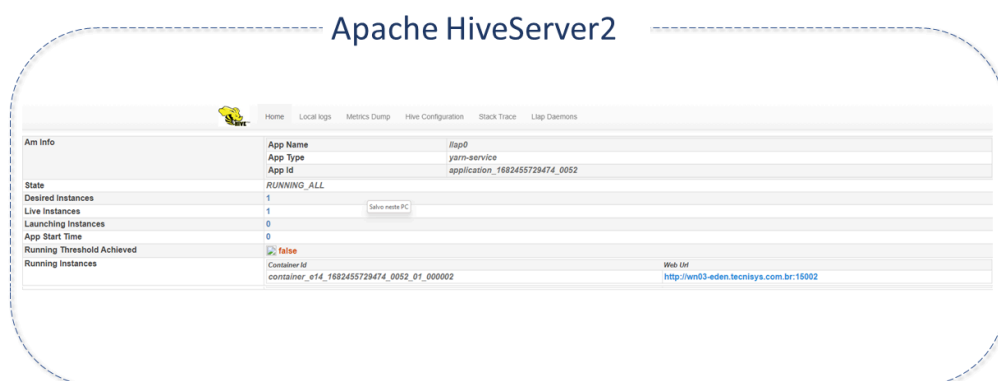 Apache HiveServer2
HIVE
Home Local logs Metrics Dump Hive Configuration Stack Trace Llap Daemons
Am Info
App Name llap0
App Type yarn-service
App Id application_1682455729474_0052
State RUNNING_ALL
Desired Instances 1
Salvo neste PC
Live Instances 1
Launching Instances 0
App Start Time 0
Running Threshold Achieved false
Running Instances Container Id Web Url
container_e14_1682455729474_0052_01_000002 http://wn03-eden.tecnisys.com.br:15002